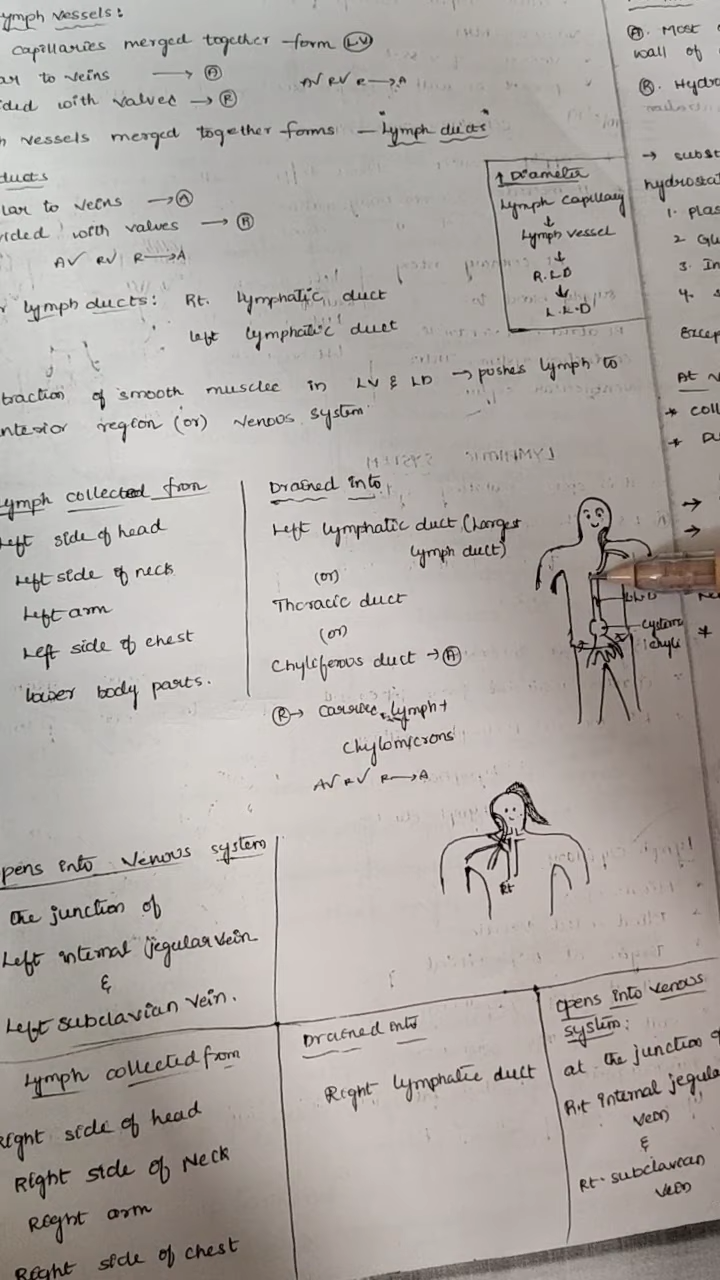 ymph vessels:
capillaries merged together form (LV)
ar to veins → (A)
AV RV R → A
ided with valves → (R)
vessels merged together forms - "Lymph ducts"
ducts
lar to veins → (A)
ided with valves → (R)
AV RV R → A
↑ Diameter
Lymph capillary
↓
Lymph vessel
↓
R.L.D
↓
L.L.D
lymph ducts: Rt. lymphatic duct
left lymphatic duct
traction of smooth muscle in LV & LD → pushes lymph to
nterior region (or) venous system
ymph collected from
Left side of head
Left side of neck
Left arm
Left side of chest
lower body parts.
Drained into
Left lymphatic duct (largest
lymph duct)
(or)
Thoracic duct
(or)
Chyliferous duct → (A)
(R) → carries lymph +
chylomicrons
AV RV R → A
cysterna
chyli
Rt
pens into venous system
the junction of
Left internal jegular vein
&
Left subclavian vein.
Lymph collected from
Right side of head
Right side of Neck
Right arm
Right side of chest
Drained into
Right lymphatic duct
opens into venous
system:
at the junction of
Rit internal jegula
vein
&
Rt. subclavian
vein
(A). Most
wall of
(B). Hydro
→ subst
hydrostat
1. plas
2 Glu
3. In
4.
Excep
At
* coll
*
→
→
*